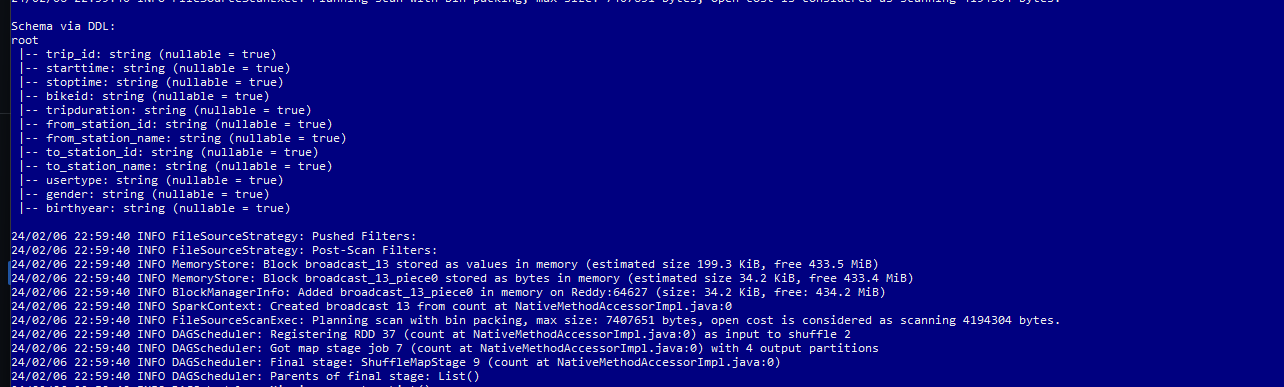 24/02/06 22:59:40 INFO FileSourceScanExec: Planning scan with bin packing, max size: 7407651 bytes, open cost is considered as scanning 4194304 bytes.
Schema via DDL:
root
 |-- trip_id: string (nullable = true)
 |-- starttime: string (nullable = true)
 |-- stoptime: string (nullable = true)
 |-- bikeid: string (nullable = true)
 |-- tripduration: string (nullable = true)
 |-- from_station_id: string (nullable = true)
 |-- from_station_name: string (nullable = true)
 |-- to_station_id: string (nullable = true)
 |-- to_station_name: string (nullable = true)
 |-- usertype: string (nullable = true)
 |-- gender: string (nullable = true)
 |-- birthyear: string (nullable = true)
24/02/06 22:59:40 INFO FileSourceStrategy: Pushed Filters:
24/02/06 22:59:40 INFO FileSourceStrategy: Post-Scan Filters:
24/02/06 22:59:40 INFO MemoryStore: Block broadcast_13 stored as values in memory (estimated size 199.3 KiB, free 433.5 MiB)
24/02/06 22:59:40 INFO MemoryStore: Block broadcast_13_piece0 stored as bytes in memory (estimated size 34.2 KiB, free 433.4 MiB)
24/02/06 22:59:40 INFO BlockManagerInfo: Added broadcast_13_piece0 in memory on Reddy:64627 (size: 34.2 KiB, free: 434.2 MiB)
24/02/06 22:59:40 INFO SparkContext: Created broadcast 13 from count at NativeMethodAccessorImpl.java:0
24/02/06 22:59:40 INFO FileSourceScanExec: Planning scan with bin packing, max size: 7407651 bytes, open cost is considered as scanning 4194304 bytes.
24/02/06 22:59:40 INFO DAGScheduler: Registering RDD 37 (count at NativeMethodAccessorImpl.java:0) as input to shuffle 2
24/02/06 22:59:40 INFO DAGScheduler: Got map stage job 7 (count at NativeMethodAccessorImpl.java:0) with 4 output partitions
24/02/06 22:59:40 INFO DAGScheduler: Final stage: ShuffleMapStage 9 (count at NativeMethodAccessorImpl.java:0)
24/02/06 22:59:40 INFO DAGScheduler: Parents of final stage: List()